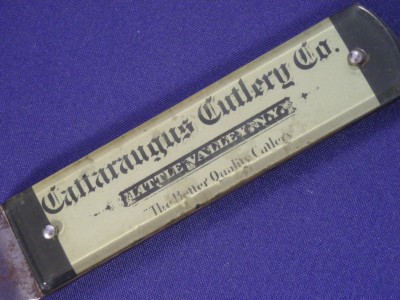 Cattaraugus Cutlery Co.
LITTLE VALLEY N.Y.
The Better Quality Cutlery